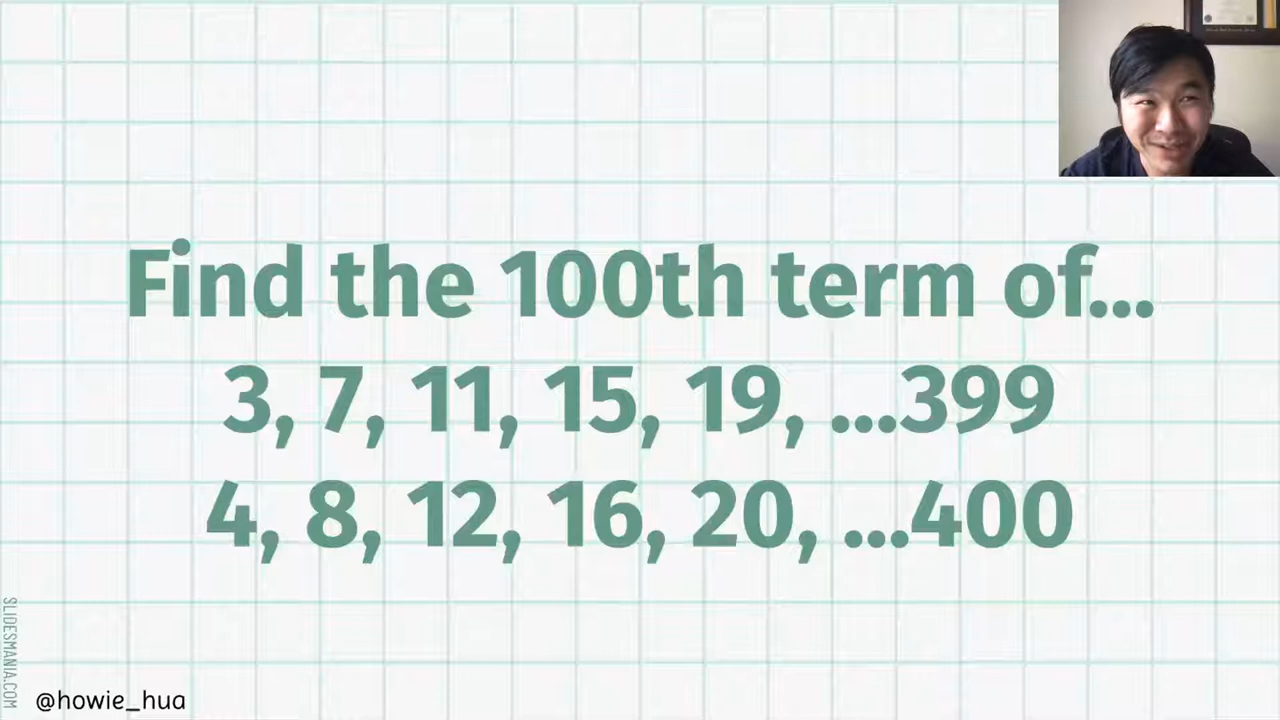 Find the 100th term of...
3, 7, 11, 15, 19, ...399
4, 8, 12, 16, 20, ...400
SLIDESMANIA.COM
@howie_hua